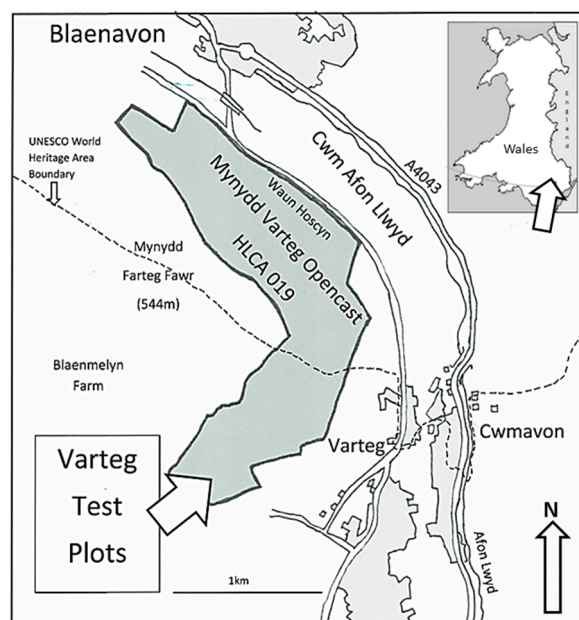 Blaenavon
UNESCO World
Heritage Area
Boundary
Mynydd
Farteg Fawr
(544m)
Blaenmelyn
Farm
Varteg
Test
Plots
Waun Hoscyn
Mynydd Varteg Opencast
HLCA 019
Cwm Afon Llwyd
A4043
Wales
England
Varteg
Cwmavon
Afon Lwyd
1km
N